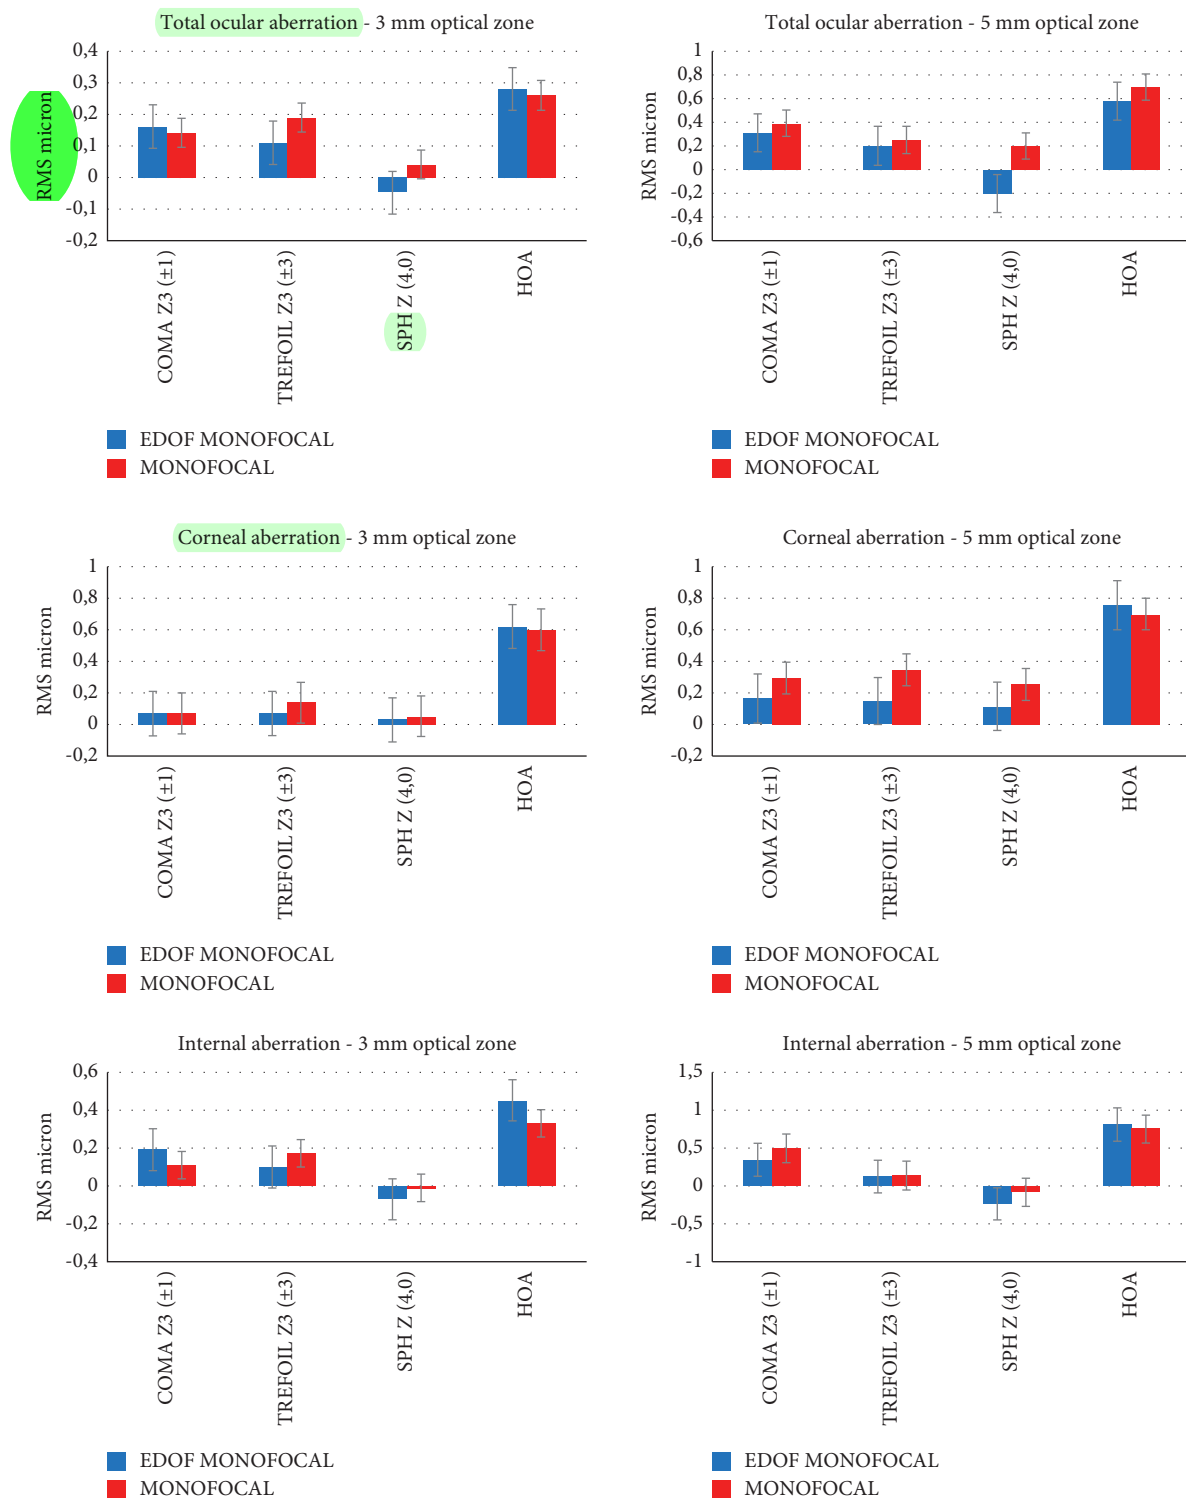 Total ocular aberration - 3 mm optical zone
RMS micron
0,4
0,3
0,2
0,1
0
-0,1
-0,2
COMA Z3 (±1)
TREFOIL Z3 (±3)
SPH Z (4,0)
HOA
EDOF MONOFOCAL
MONOFOCAL
Total ocular aberration - 5 mm optical zone
RMS micron
1
0,8
0,6
0,4
0,2
0
-0,2
-0,4
-0,6
COMA Z3 (±1)
TREFOIL Z3 (±3)
SPH Z (4,0)
HOA
EDOF MONOFOCAL
MONOFOCAL
Corneal aberration - 3 mm optical zone
RMS micron
1
0,8
0,6
0,4
0,2
0
-0,2
COMA Z3 (±1)
TREFOIL Z3 (±3)
SPH Z (4,0)
HOA
EDOF MONOFOCAL
MONOFOCAL
Corneal aberration - 5 mm optical zone
RMS micron
1
0,8
0,6
0,4
0,2
0
-0,2
COMA Z3 (±1)
TREFOIL Z3 (±3)
SPH Z (4,0)
HOA
EDOF MONOFOCAL
MONOFOCAL
Internal aberration - 3 mm optical zone
RMS micron
0,6
0,4
0,2
0
-0,2
-0,4
COMA Z3 (±1)
TREFOIL Z3 (±3)
SPH Z (4,0)
HOA
EDOF MONOFOCAL
MONOFOCAL
Internal aberration - 5 mm optical zone
RMS micron
1,5
1
0,5
0
-0,5
-1
COMA Z3 (±1)
TREFOIL Z3 (±3)
SPH Z (4,0)
HOA
EDOF MONOFOCAL
MONOFOCAL